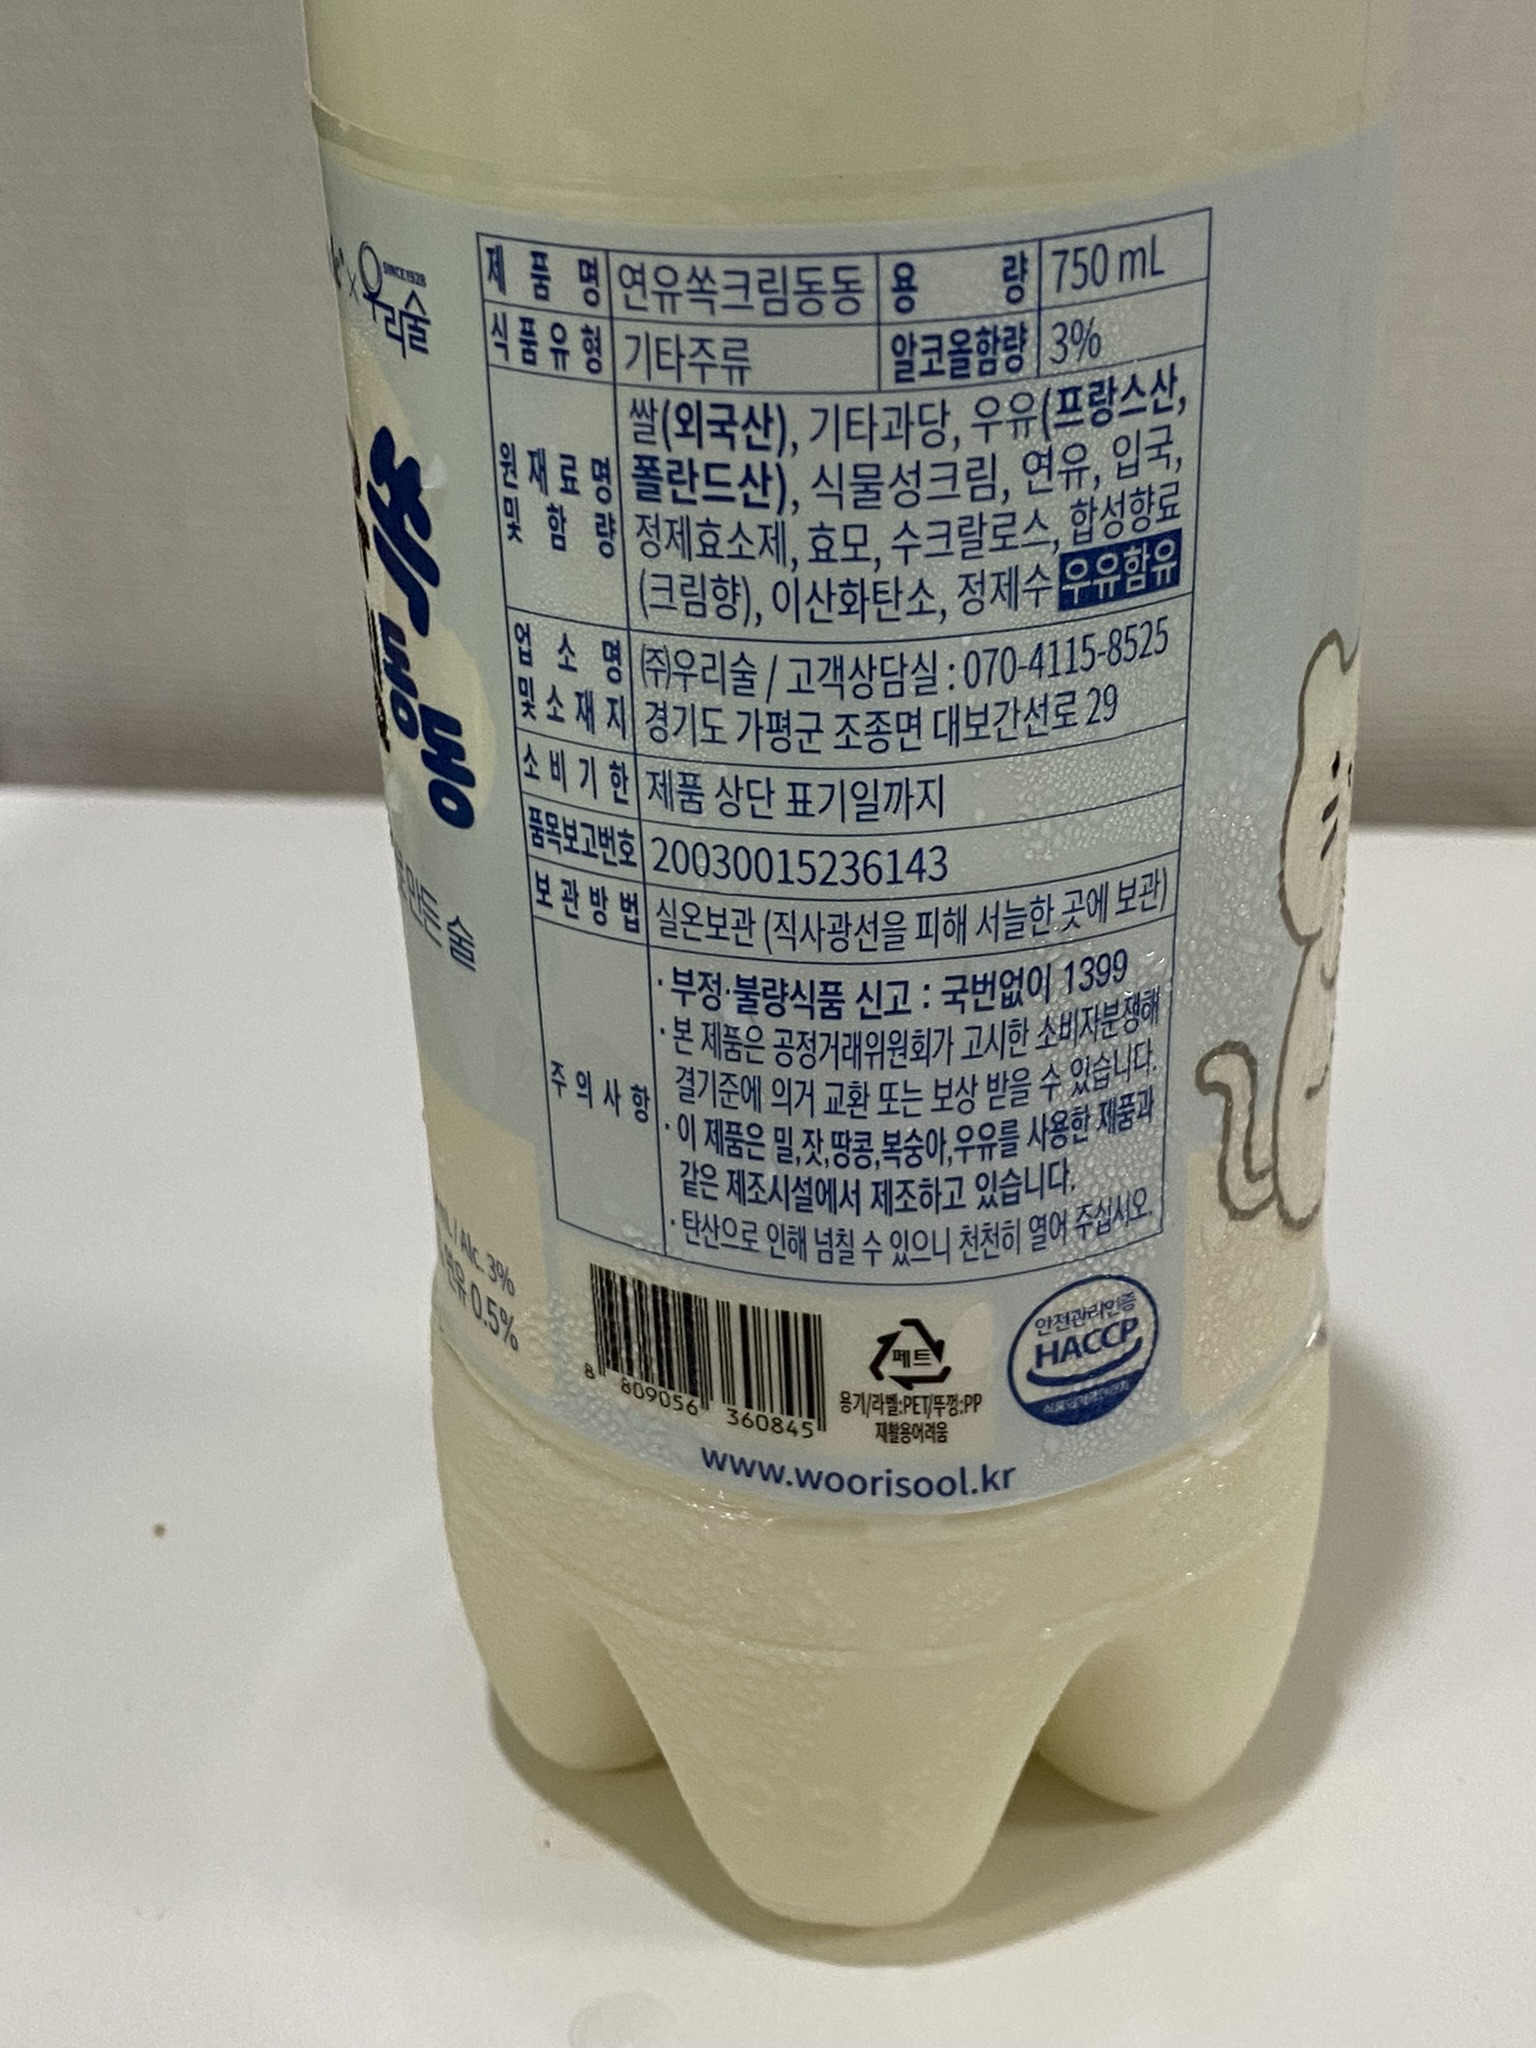 SINCE 1928
우리술
쏙
동동
만든 술
Alc. 3%
연유 0.5%
제품명 연유쏙크림동동 용량 750 mL
식품유형 기타주류 알코올함량 3%
원재료명 및 함량
쌀(외국산), 기타과당, 우유(프랑스산,
폴란드산), 식물성크림, 연유, 입국,
정제효소제, 효모, 수크랄로스, 합성향료
(크림향), 이산화탄소, 정제수 우유함유
업소명 및 소재지
㈜우리술 / 고객상담실 : 070-4115-8525
경기도 가평군 조종면 대보간선로 29
소비기한 제품 상단 표기일까지
품목보고번호 20030015236143
보관방법 실온보관 (직사광선을 피해 서늘한 곳에 보관)
주의사항
· 부정·불량식품 신고 : 국번없이 1399
· 본 제품은 공정거래위원회가 고시한 소비자분쟁해
결기준에 의거 교환 또는 보상 받을 수 있습니다.
· 이 제품은 밀,잣,땅콩,복숭아,우유를 사용한 제품과
같은 제조시설에서 제조하고 있습니다.
· 탄산으로 인해 넘칠 수 있으니 천천히 열어 주십시오.
8 809056 360845
페트
용기/라벨:PET/뚜껑:PP
재활용어려움
안전관리인증
HACCP
www.woorisool.kr